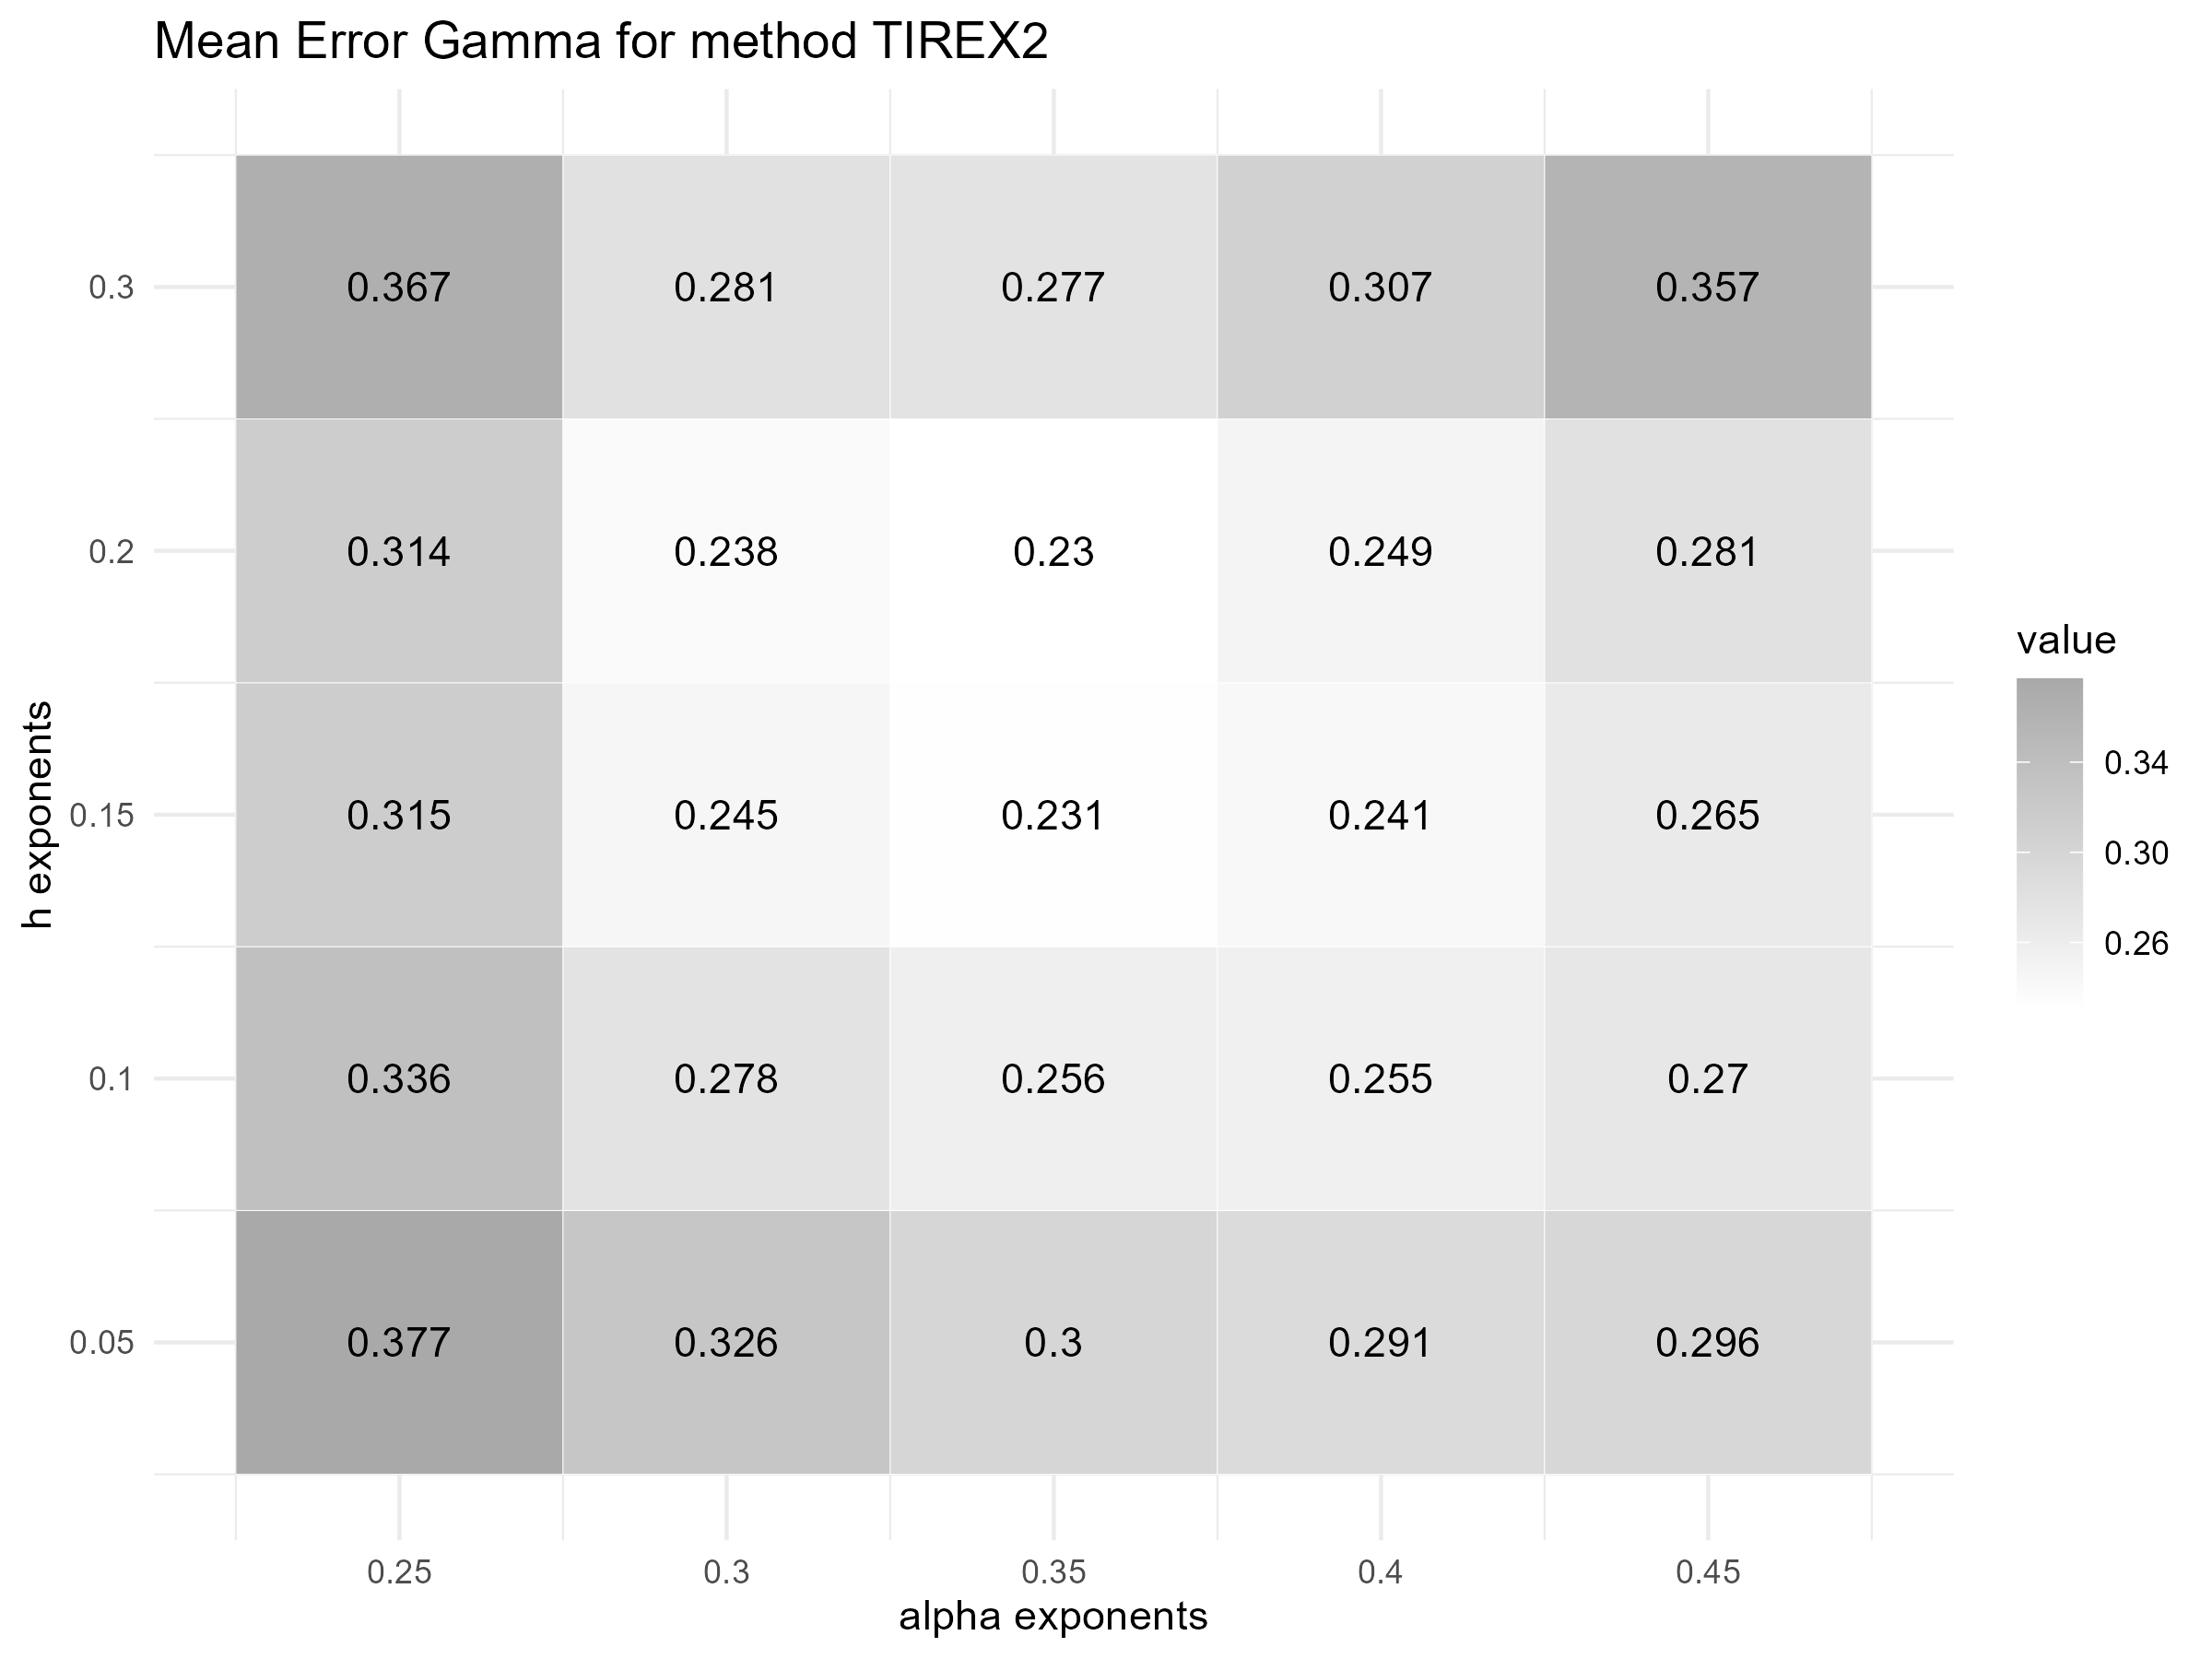 Mean Error Gamma for method TIREX2
0.3 0.367 0.281 0.277 0.307 0.357
0.2 0.314 0.238 0.23 0.249 0.281
0.15 0.315 0.245 0.231 0.241 0.265
0.1 0.336 0.278 0.256 0.255 0.27
0.05 0.377 0.326 0.3 0.291 0.296
h exponents
0.25 0.3 0.35 0.4 0.45
alpha exponents
value
0.34
0.30
0.26